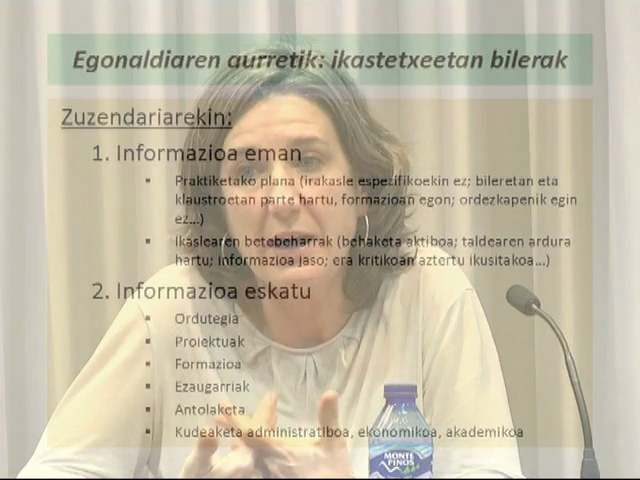 Egonaldiaren aurretik: ikastetxeetan bilerak
Zuzendariarekin:
1. Informazioa eman
▪ Praktiketako plana (irakasle espezifikoekin ez; bileretan eta
klaustroetan parte hartu, formazioan egon; ordezkapenik egin
ez...)
▪ Ikaslearen betebeharrak (behaketa aktiboa; taldearen ardura
hartu; informazioa jaso; era kritikoan aztertu ikusitakoa...)
2. Informazioa eskatu
▪ Ordutegia
▪ Proiektuak
▪ Formazioa
▪ Ezaugarriak
▪ Antolaketa
▪ Kudeaketa administratiboa, ekonomikoa, akademikoa
MONTE
PINOS